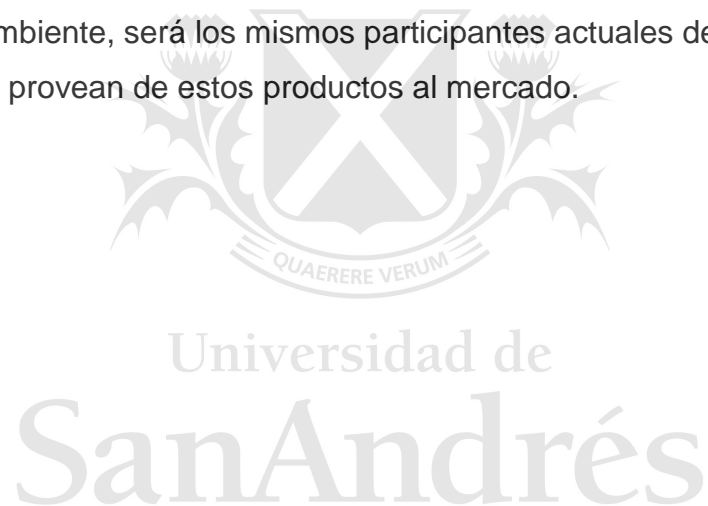 mbiente, será los mismos participantes actuales de
provean de estos productos al mercado.
QUAERERE VERUM
Universidad de
SanAndrés